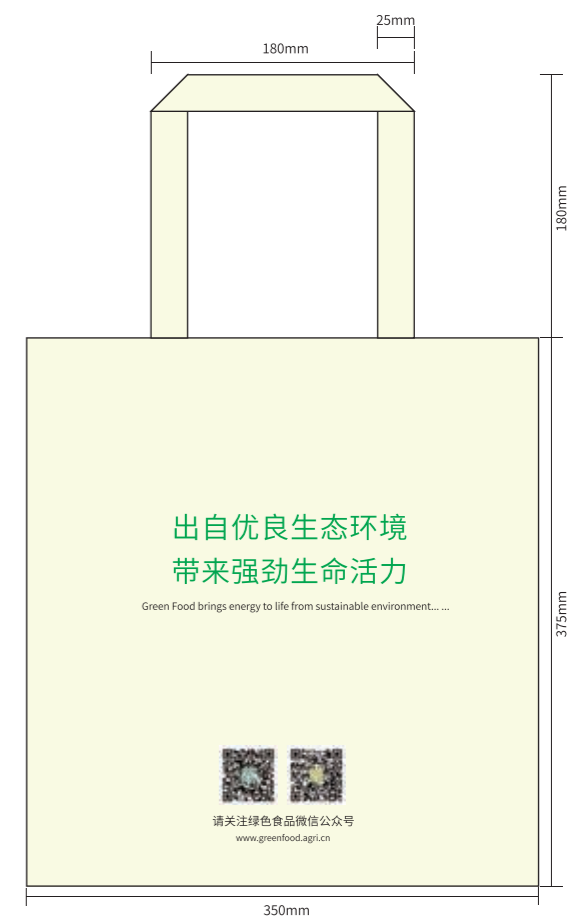 25mm
180mm
180mm
出自优良生态环境
带来强劲生命活力
Green Food brings energy to life from sustainable environment... ...
375mm
请关注绿色食品微信公众号
www.greenfood.agri.cn
350mm